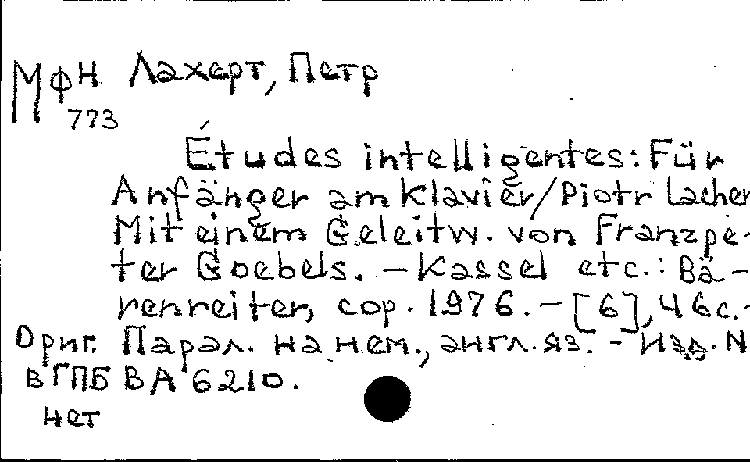 МфН Лахерт, Петр
773
Études intelligentes: Für
Anfänger am Klavier/Piotr Lacher
Mit einem Geleitw. von Franzpe-
ter Goebels. – Kassel etc.: Bä-
renreiter, cop. 1976. – [6], 46 с. -
Ориг. Парал. на нем., англ. яз. – Изд. N
в ГПБ BA 6210.
нет